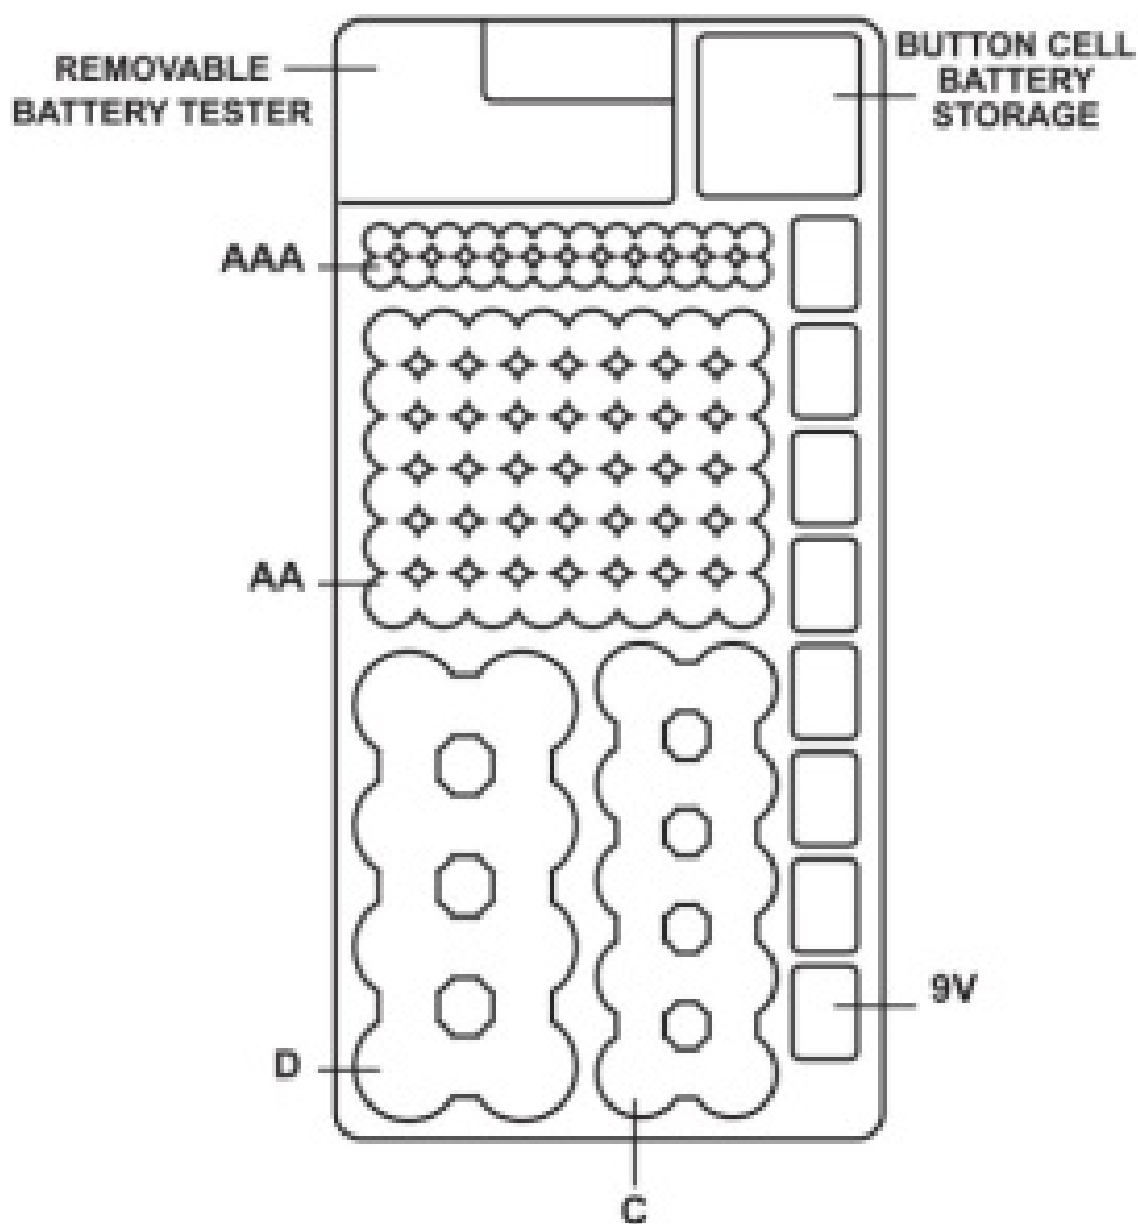 REMOVABLE
BATTERY TESTER
BUTTON CELL
BATTERY
STORAGE
AAA
AA
9V
D
C